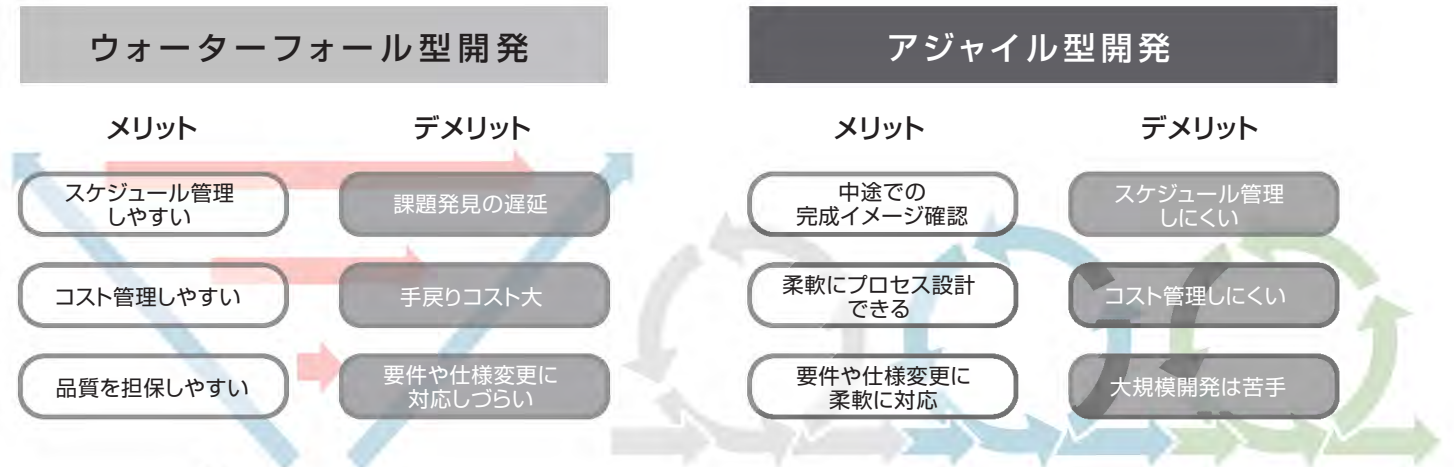 ウォーターフォール型開発
メリット
デメリット
スケジュール管理
しやすい
課題発見の遅延
コスト管理しやすい
手戻りコスト大
品質を担保しやすい
要件や仕様変更に
対応しづらい
アジャイル型開発
メリット
デメリット
中途での
完成イメージ確認
スケジュール管理
しにくい
柔軟にプロセス設計
できる
コスト管理しにくい
要件や仕様変更に
柔軟に対応
大規模開発は苦手